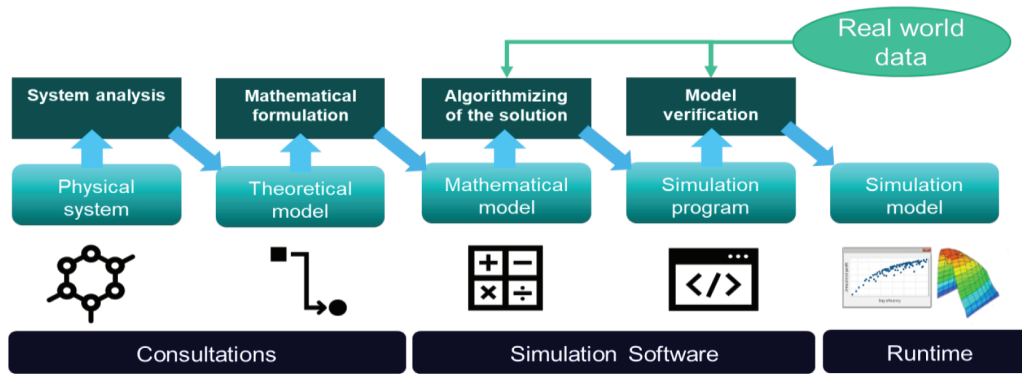 Real world
data
System analysis
Mathematical
formulation
Algorithmizing
of the solution
Model
verification
Physical
system
Theoretical
model
Mathematical
model
Simulation
program
Simulation
model
+ −
× ÷
</>
Consultations
Simulation Software
Runtime